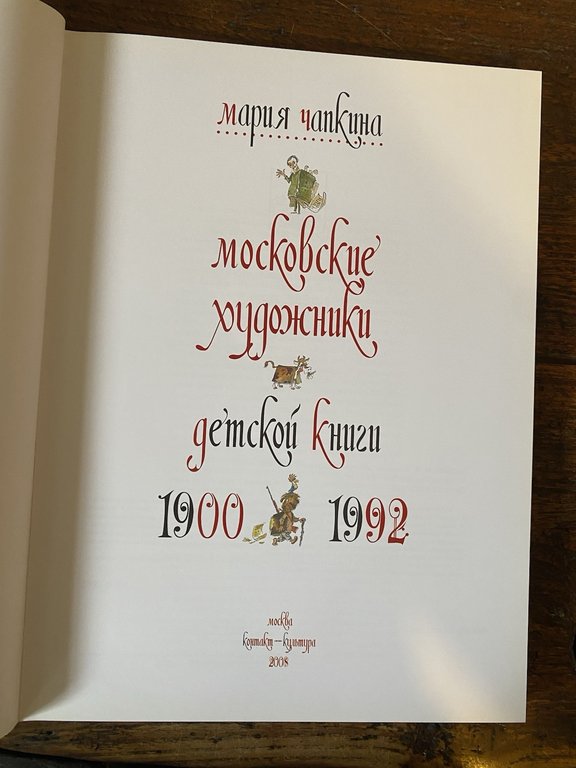 мария чапкина
московские
художники
детской книги
1900 1992
москва
контакт-культура
2008